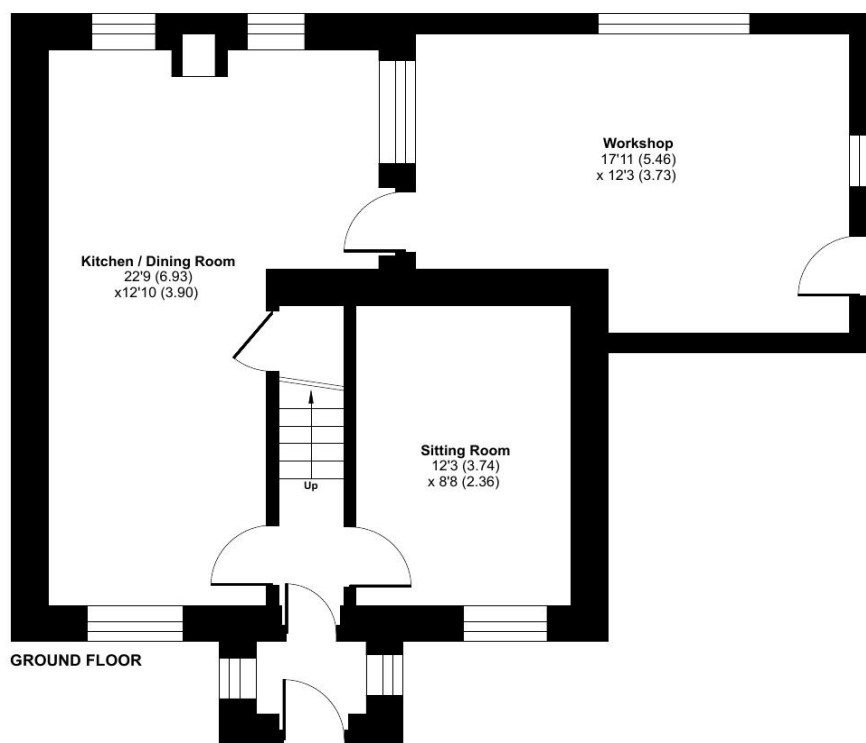 Workshop
17'11 (5.46)
x 12'3 (3.73)
Kitchen / Dining Room
22'9 (6.93)
x12'10 (3.90)
Sitting Room
12'3 (3.74)
x 8'8 (2.36)
Up
GROUND FLOOR